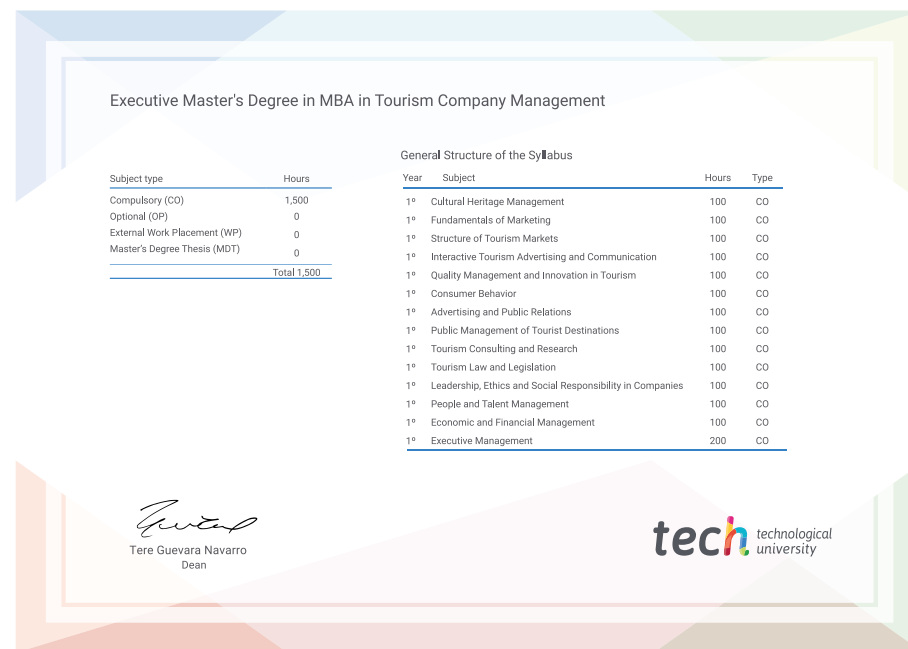 Executive Master's Degree in MBA in Tourism Company Management
General Structure of the Syllabus
Subject type Hours
Compulsory (CO) 1,500
Optional (OP) 0
External Work Placement (WP) 0
Master's Degree Thesis (MDT) 0
Total 1,500
Year Subject Hours Type
1º Cultural Heritage Management 100 CO
1º Fundamentals of Marketing 100 CO
1º Structure of Tourism Markets 100 CO
1º Interactive Tourism Advertising and Communication 100 CO
1º Quality Management and Innovation in Tourism 100 CO
1º Consumer Behavior 100 CO
1º Advertising and Public Relations 100 CO
1º Public Management of Tourist Destinations 100 CO
1º Tourism Consulting and Research 100 CO
1º Tourism Law and Legislation 100 CO
1º Leadership, Ethics and Social Responsibility in Companies 100 CO
1º People and Talent Management 100 CO
1º Economic and Financial Management 100 CO
1º Executive Management 200 CO
Tere Guevara Navarro
Dean
tech technological
university